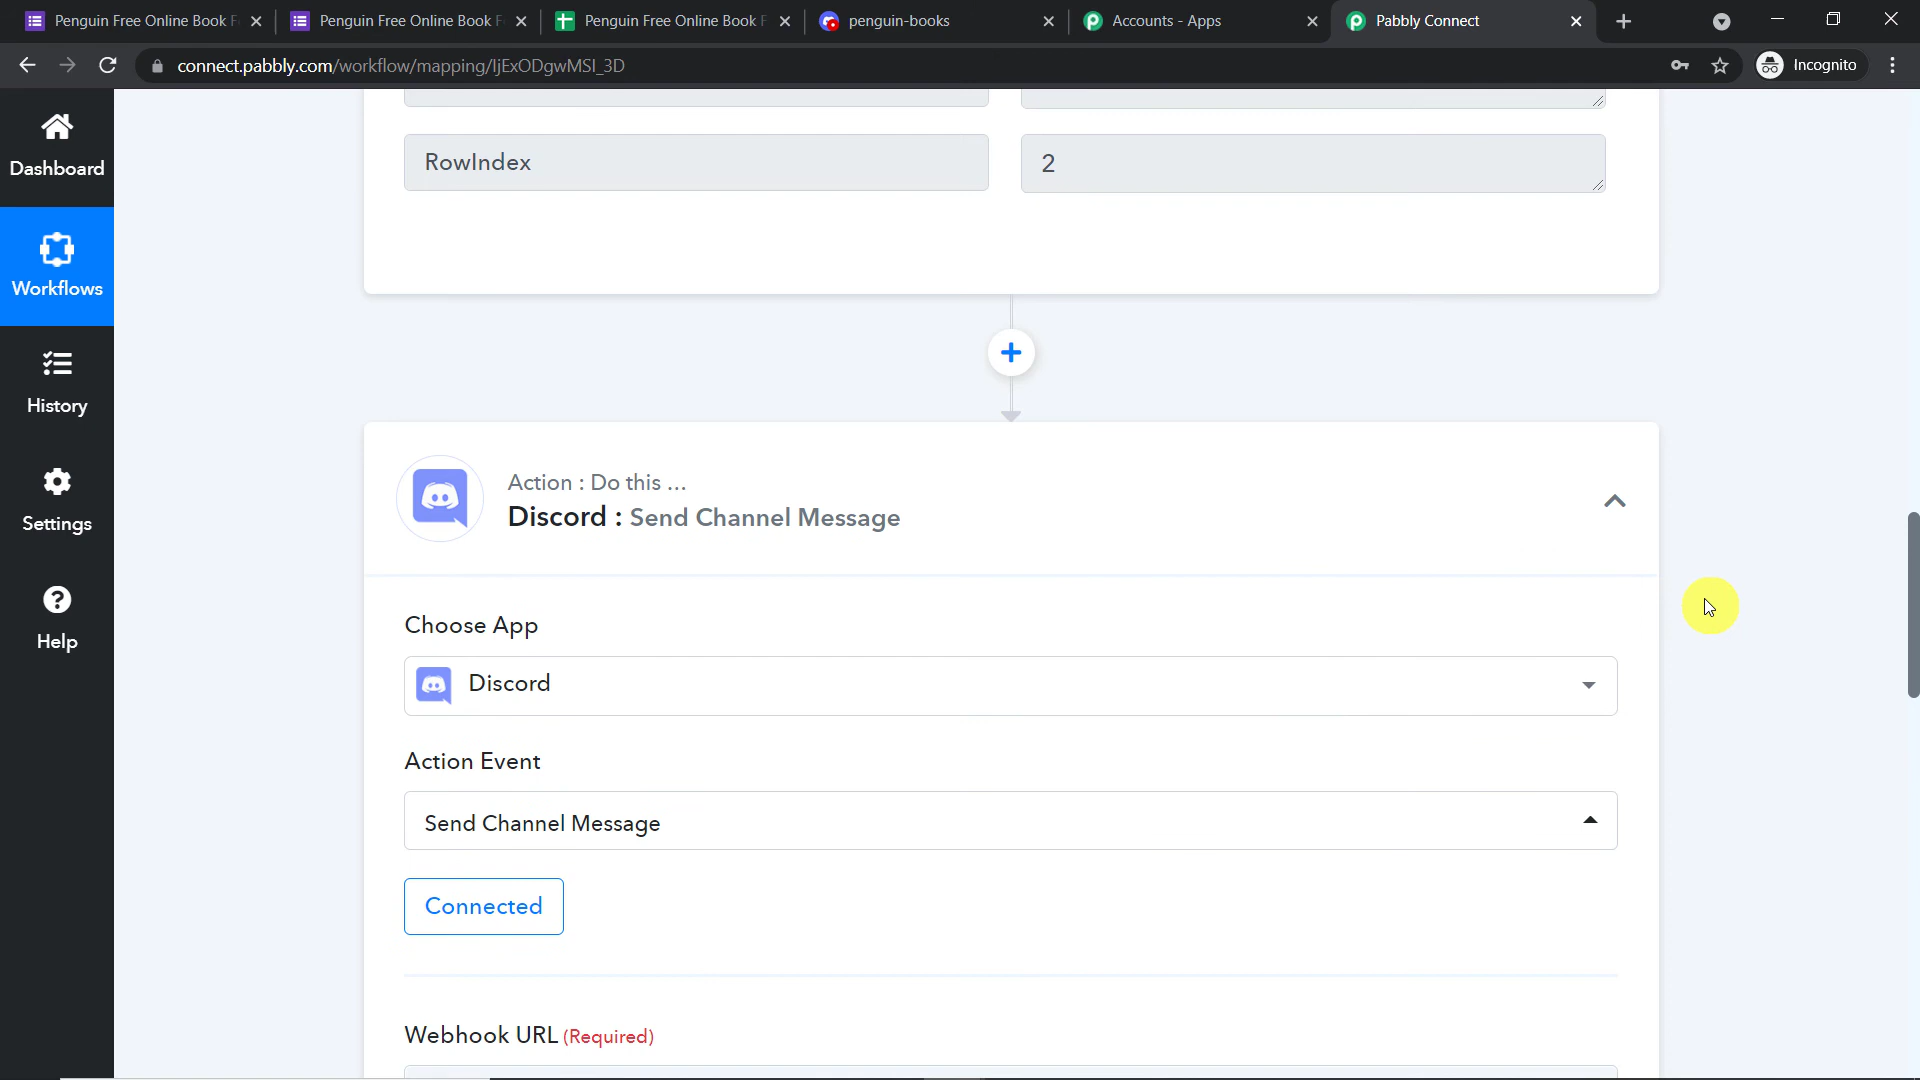 Penguin Free Online Book F
Penguin Free Online Book F
Penguin Free Online Book F
penguin-books
Accounts - Apps
Pabbly Connect
connect.pabbly.com/workflow/mapping/IjExODgwMSI_3D
Incognito
Dashboard
Workflows
History
Settings
Help
RowIndex
2
Action : Do this ...
Discord : Send Channel Message
Choose App
Discord
Action Event
Send Channel Message
Connected
Webhook URL (Required)